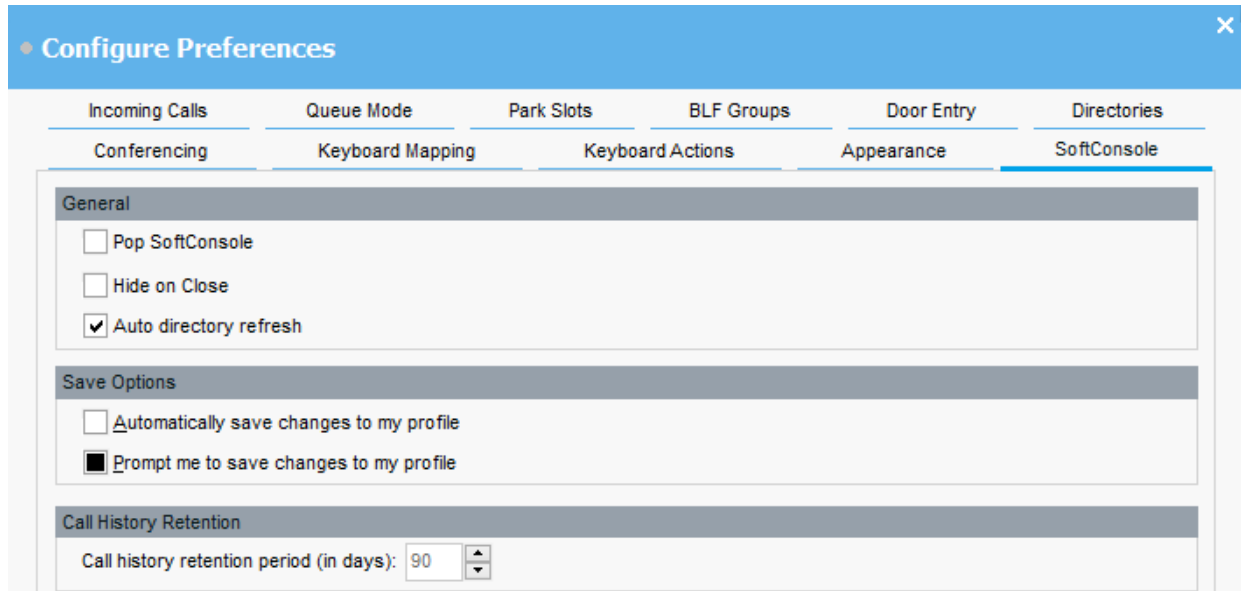 Configure Preferences
Incoming Calls Queue Mode Park Slots BLF Groups Door Entry Directories
Conferencing Keyboard Mapping Keyboard Actions Appearance SoftConsole
General
Pop SoftConsole
Hide on Close
Auto directory refresh
Save Options
Automatically save changes to my profile
Prompt me to save changes to my profile
Call History Retention
Call history retention period (in days): 90